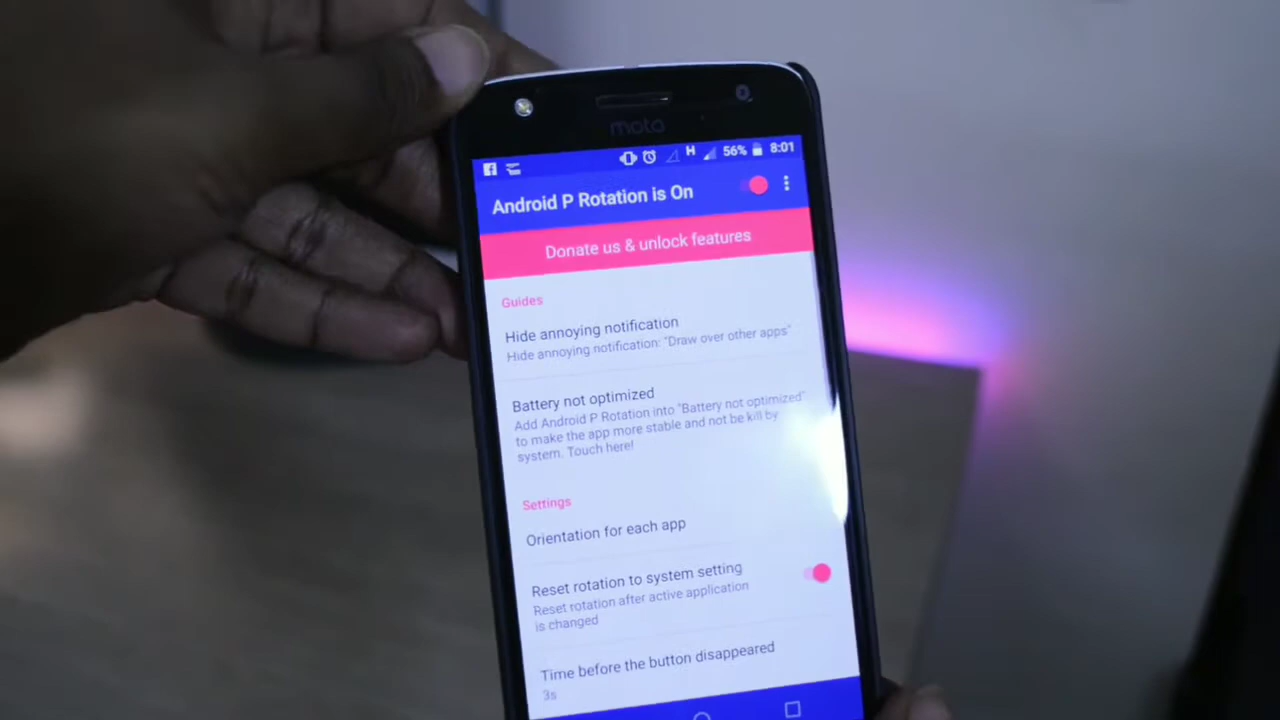 moto
H 56% 8:01
Android P Rotation is On
Donate us & unlock features
Guides
Hide annoying notification
Hide annoying notification: "Draw over other apps"
Battery not optimized
Add Android P Rotation into "Battery not optimized"
to make the app more stable and not be kill by
system. Touch here!
Settings
Orientation for each app
Reset rotation to system setting
Reset rotation after active application
is changed
Time before the button disappeared
3s